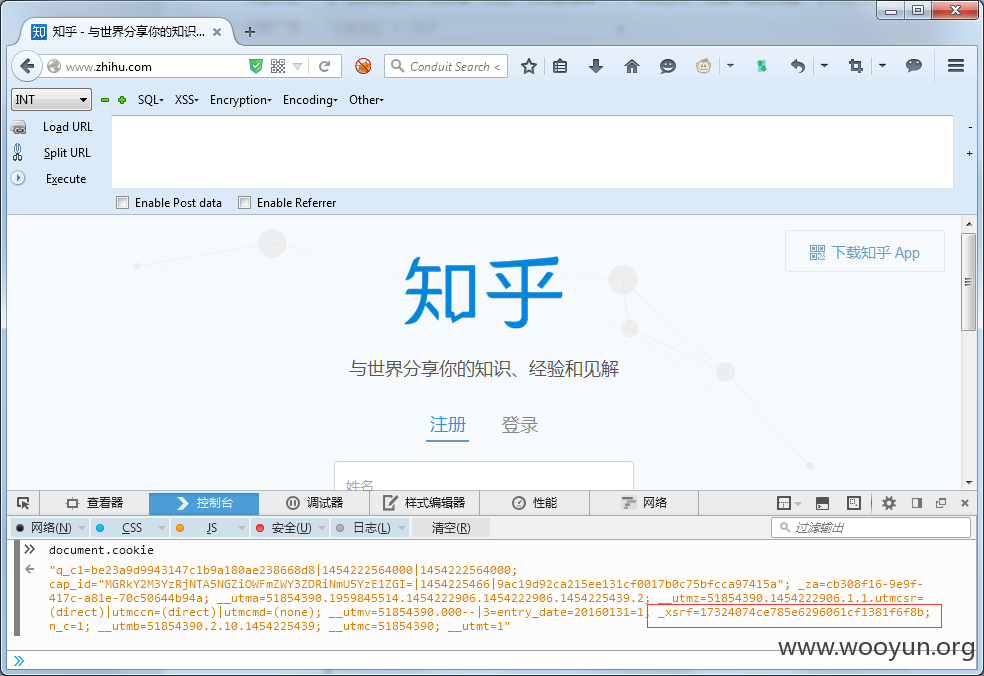 知 知乎 - 与世界分享你的知识...
www.zhihu.com
Conduit Search <
INT
SQL XSS Encryption Encoding Other
Load URL
Split URL
Execute
Enable Post data Enable Referrer
下载知乎 App
知乎
与世界分享你的知识、经验和见解
注册 登录
姓名
查看器 控制台 调试器 样式编辑器 性能 网络
网络(N) CSS JS 安全(U) 日志(L) 清空(R) 过滤输出
document.cookie
"q_c1=be23a9d9943147c1b9a180ae238668d8|1454222564000|1454222564000;
cap_id="MGRkY2M3YzRjNTA5NGZiOWFmZWY3ZDRiNmU5YzE1ZGI=|1454225466|9ac19d92ca215ee131cf0017b0c75bfcca97415a"; _za=cb308f16-9e9f-
417c-a81e-70c50644b94a; __utma=51854390.1959845514.1454222906.1454222906.1454225439.2; __utmz=51854390.1454222906.1.1.utmcsr=
(direct)|utmccn=(direct)|utmcmd=(none); __utmv=51854390.000--|3=entry_date=20160131=1; _xsrf=17324074ce785e6296061cf1381f6f8b;
n_c=1; __utmb=51854390.2.10.1454225439; __utmc=51854390; __utmt=1"
www.wooyun.org